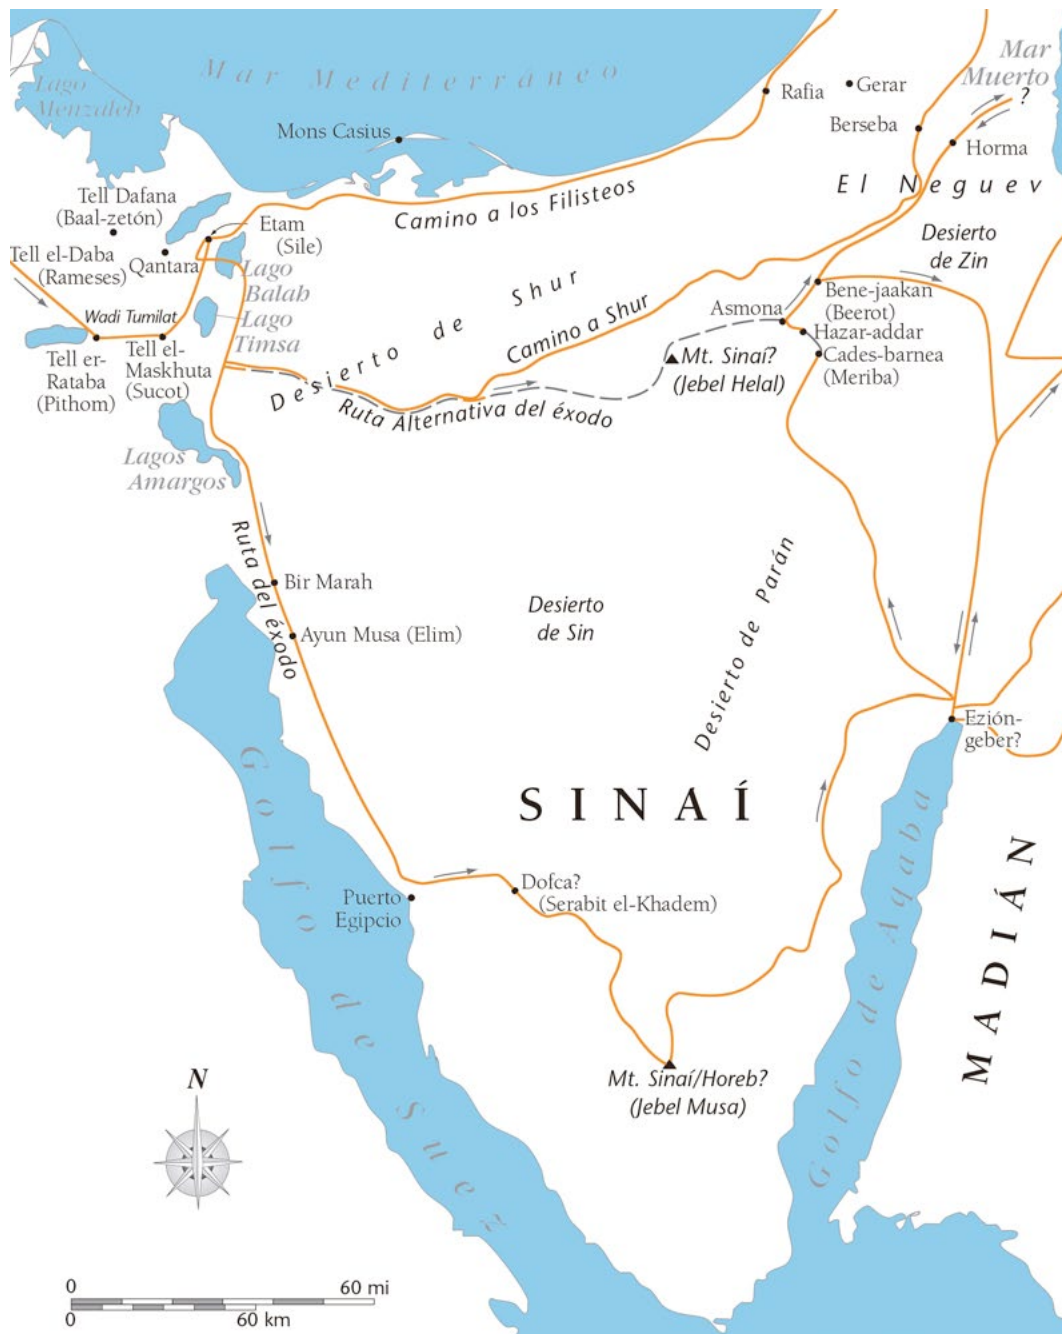 Mar Mediterráneo
Mar
Muerto
Lago
Menzaleh
Rafia
Gerar
?
Mons Casius
Berseba
Horma
El Neguev
Tell Dafana
(Baal-zetón)
Camino a los Filisteos
Etam
(Sile)
Desierto
de Zin
Tell el-Daba
(Rameses)
Qantara
Lago
Balah
Desierto de Shur
Bene-jaakan
(Beerot)
Wadi Tumilat
Lago
Timsa
Camino a Shur
Asmona
Hazar-addar
Tell er-
Rataba
(Pithom)
Tell el-
Maskhuta
(Sucot)
Mt. Sinaí?
(Jebel Helal)
Cades-barnea
(Meriba)
Ruta Alternativa del éxodo
Lagos
Amargos
Ruta del éxodo
Bir Marah
Desierto
de Sin
Desierto de Parán
Ayun Musa (Elim)
Ezión-
geber?
Golfo de Suez
SINAÍ
Golfo de Aqaba
MADIÁN
Dofca?
(Serabit el-Khadem)
Puerto
Egipcio
Mt. Sinaí/Horeb?
(Jebel Musa)
N
0 60 mi
0 60 km